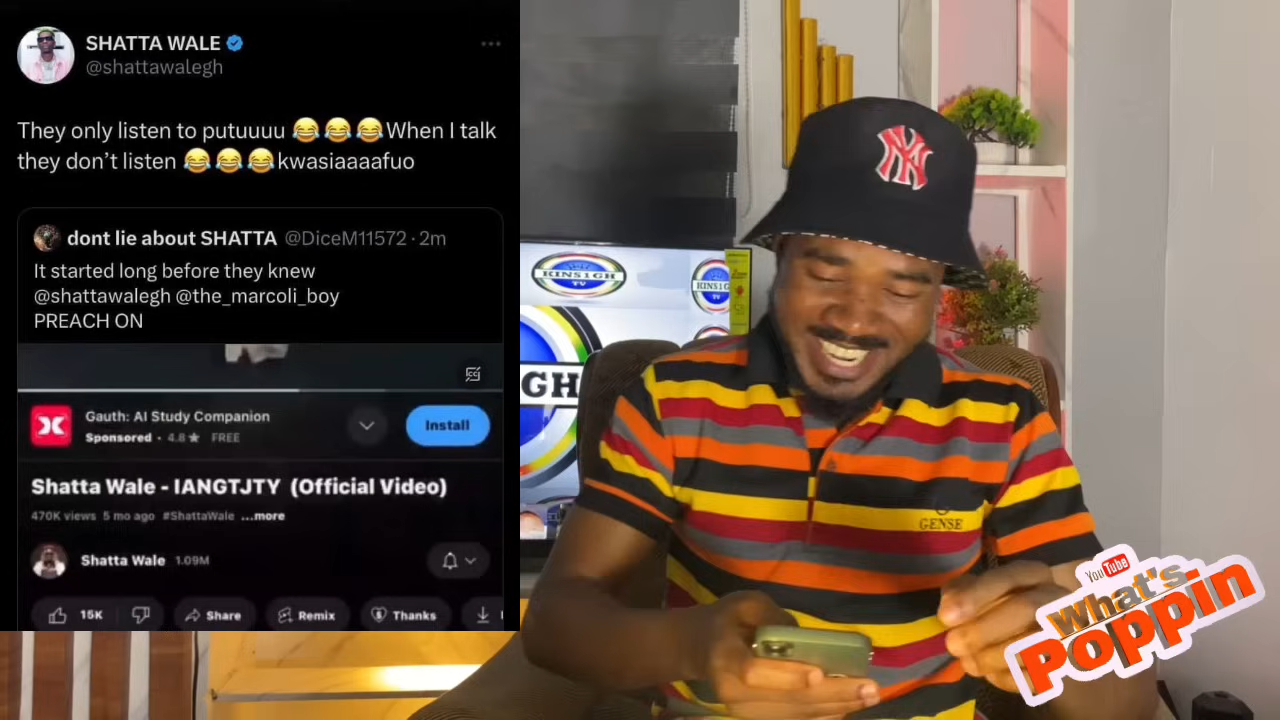 SHATTA WALE
@shattawalegh
They only listen to putuuuu 😂😂😂When I talk
they don’t listen 😂😂😂kwasiaaaafuo
dont lie about SHATTA @DiceM11572 · 2m
It started long before they knew
@shattawalegh @the_marcoli_boy
PREACH ON
Gauth: AI Study Companion
Sponsored · 4.8★ FREE
Install
Shatta Wale - IANGTJTY (Official Video)
470K views 5 mo ago #ShattaWale ...more
Shatta Wale 1.09M
15K
Share
Remix
Thanks
KINS1GH
TV
KINS1G
TV
GH
NY
GENSE
YouTube
What's
Poppin